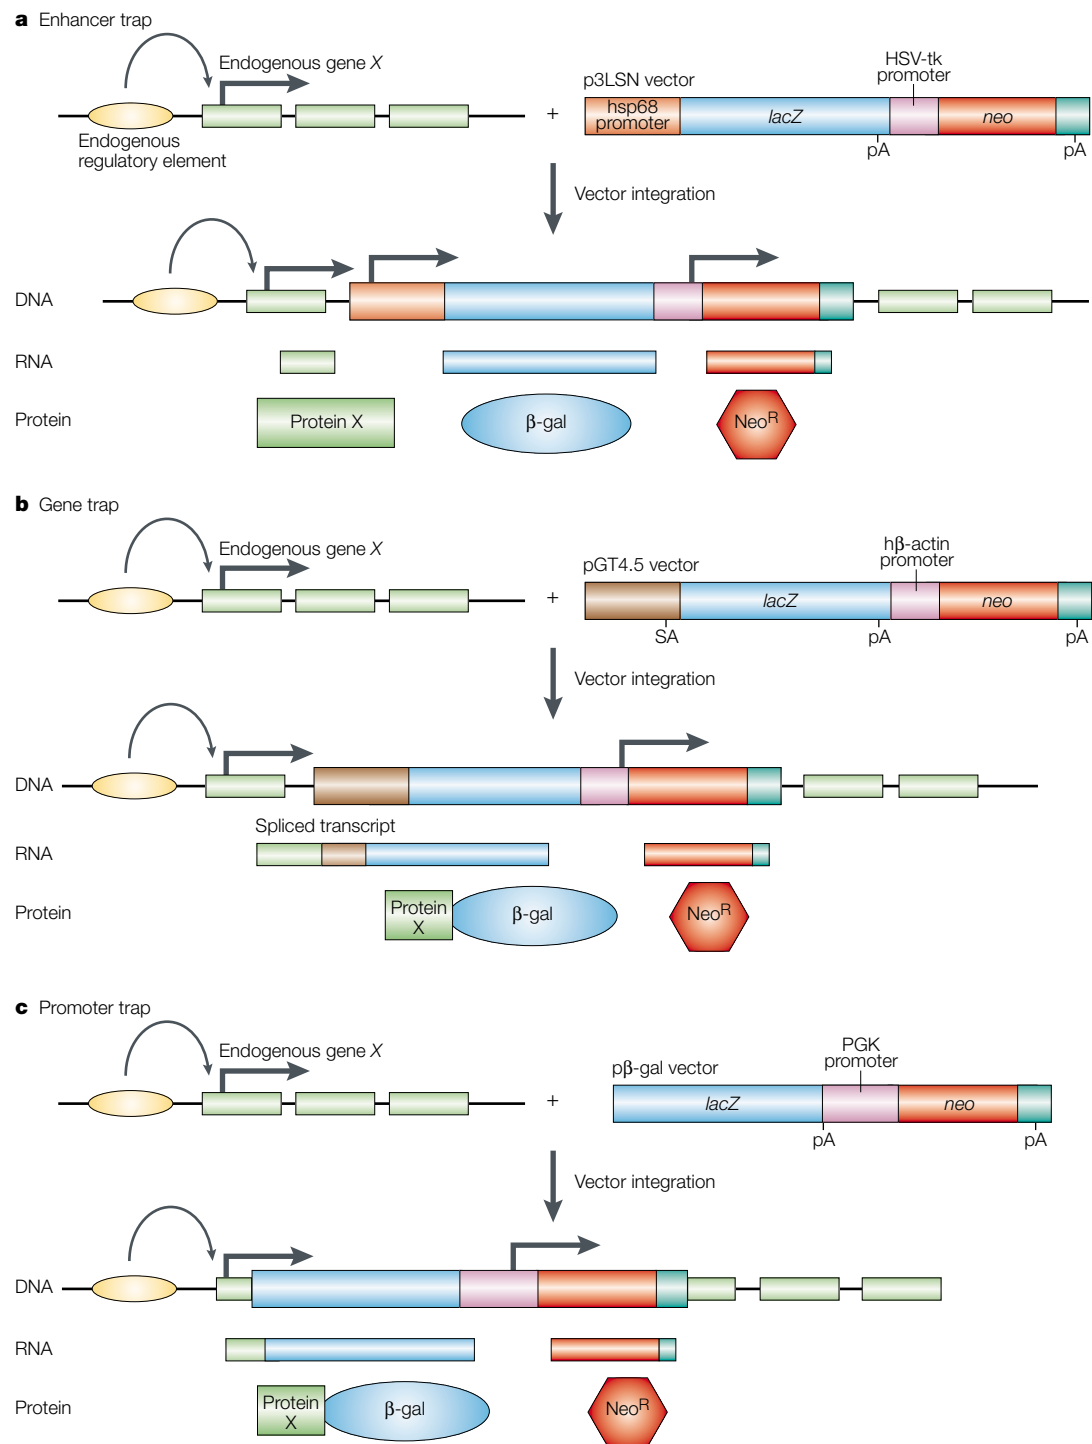 a Enhancer trap
Endogenous gene X
Endogenous
regulatory element
+
p3LSN vector
HSV-tk
promoter
hsp68
promoter
lacZ
neo
pA
pA
Vector integration
DNA
RNA
Protein
Protein X
β-gal
NeoR
b Gene trap
Endogenous gene X
+
pGT4.5 vector
hβ-actin
promoter
lacZ
neo
SA
pA
pA
Vector integration
DNA
Spliced transcript
RNA
Protein
Protein
X
β-gal
NeoR
c Promoter trap
Endogenous gene X
+
pβ-gal vector
PGK
promoter
lacZ
neo
pA
pA
Vector integration
DNA
RNA
Protein
Protein
X
β-gal
NeoR